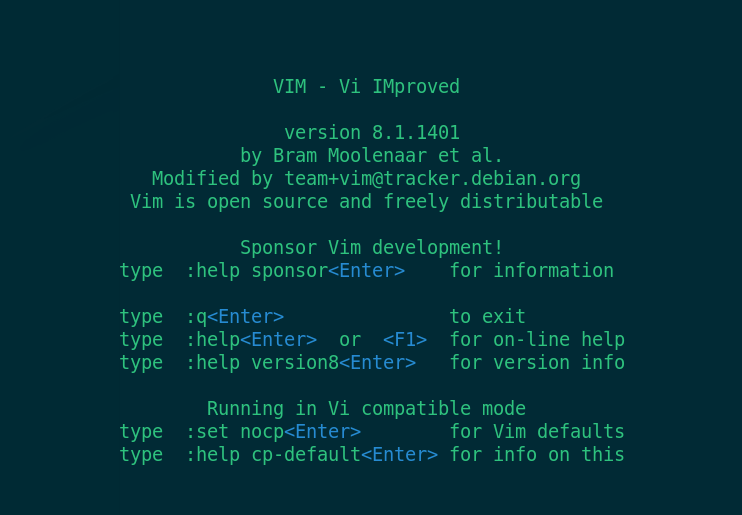 VIM - Vi IMproved
version 8.1.1401
by Bram Moolenaar et al.
Modified by team+vim@tracker.debian.org
Vim is open source and freely distributable
Sponsor Vim development!
type  :help sponsor<Enter>    for information
type  :q<Enter>               to exit
type  :help<Enter>  or  <F1>  for on-line help
type  :help version8<Enter>   for version info
Running in Vi compatible mode
type  :set nocp<Enter>        for Vim defaults
type  :help cp-default<Enter> for info on this